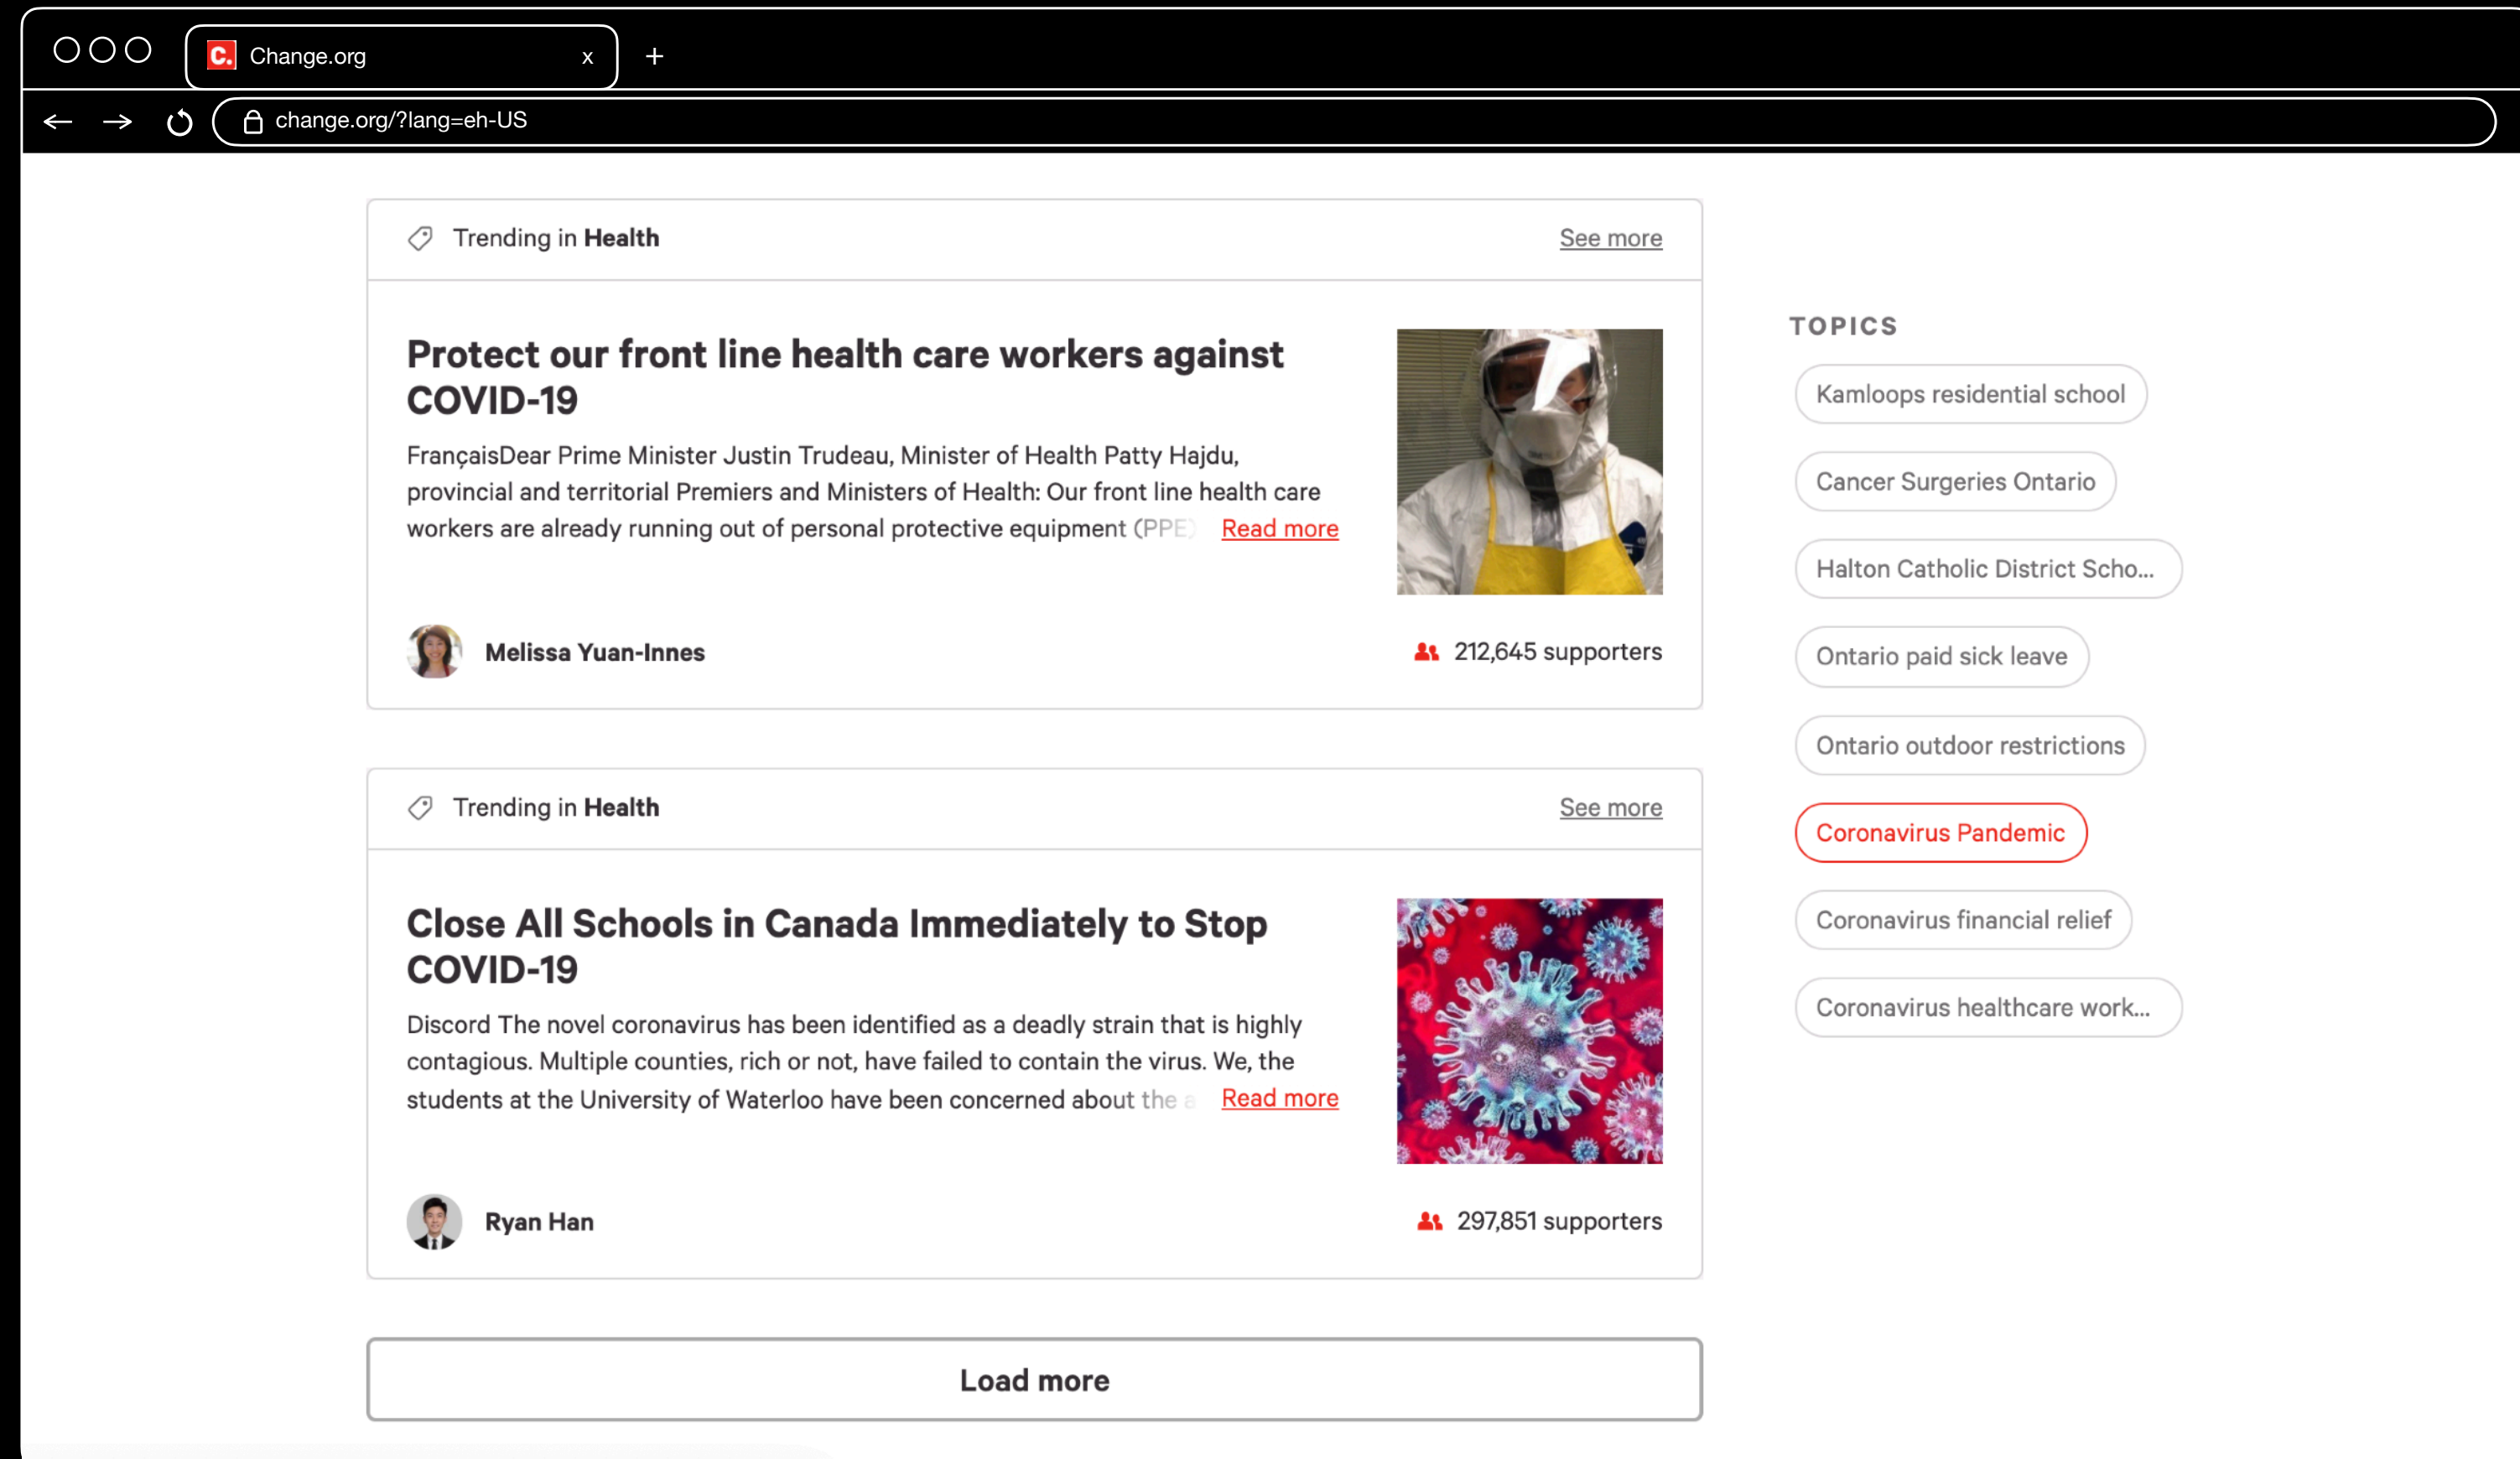 C. Change.org x +
change.org/?lang=eh-US
Trending in Health See more
Protect our front line health care workers against
COVID-19
FrançaisDear Prime Minister Justin Trudeau, Minister of Health Patty Hajdu,
provincial and territorial Premiers and Ministers of Health: Our front line health care
workers are already running out of personal protective equipment (PPE) Read more
Melissa Yuan-Innes
212,645 supporters
Trending in Health See more
Close All Schools in Canada Immediately to Stop
COVID-19
Discord The novel coronavirus has been identified as a deadly strain that is highly
contagious. Multiple counties, rich or not, have failed to contain the virus. We, the
students at the University of Waterloo have been concerned about the a Read more
Ryan Han
297,851 supporters
Load more
TOPICS
Kamloops residential school
Cancer Surgeries Ontario
Halton Catholic District Scho...
Ontario paid sick leave
Ontario outdoor restrictions
Coronavirus Pandemic
Coronavirus financial relief
Coronavirus healthcare work...